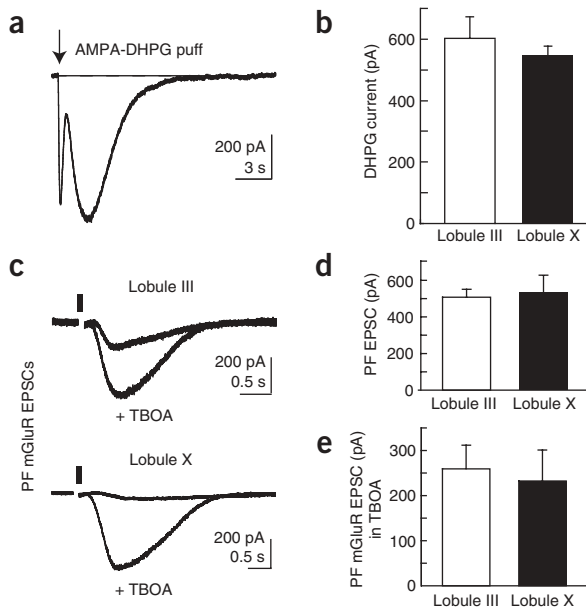 a
AMPA-DHPG puff
200 pA
3 s
b
DHPG current (pA)
600
400
200
0
Lobule III
Lobule X
c
PF mGluR EPSCs
Lobule III
200 pA
0.5 s
+ TBOA
Lobule X
200 pA
0.5 s
+ TBOA
d
PF EPSC (pA)
600
400
200
0
Lobule III
Lobule X
e
PF mGluR EPSC (pA)
in TBOA
300
200
100
0
Lobule III
Lobule X